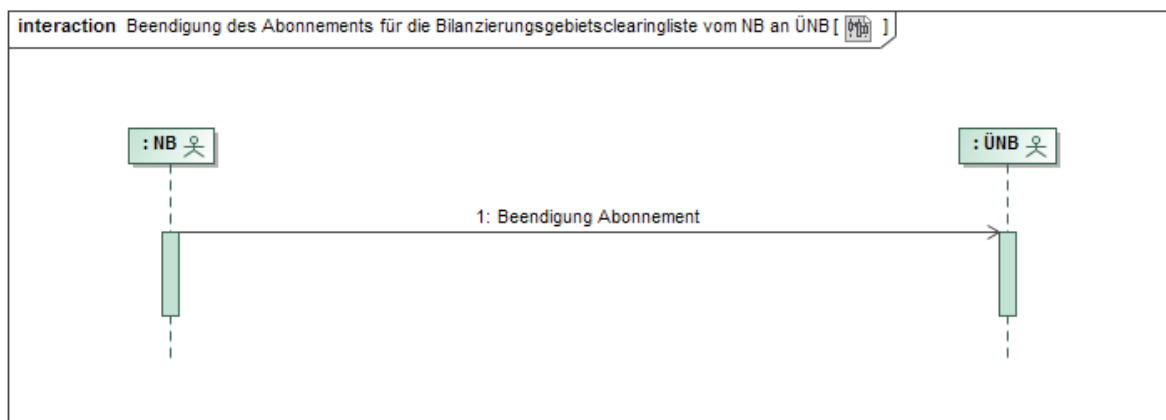 interaction Beendigung des Abonnements für die Bilanzierungsgebietsclearingliste vom NB an ÜNB [ ]
: NB
: ÜNB
1: Beendigung Abonnement